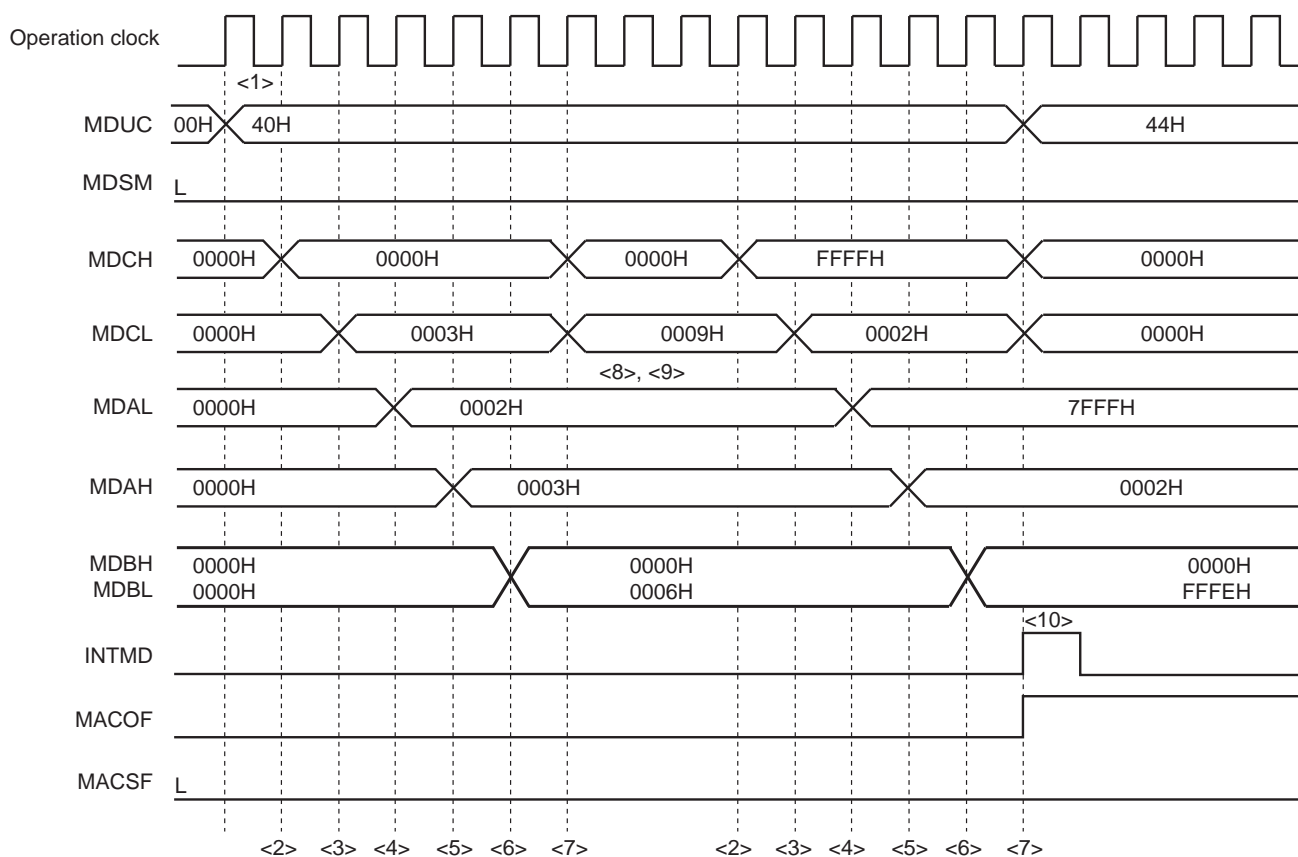 Operation clock
<1>
MDUC 00H 40H 44H
MDSM L
MDCH 0000H 0000H 0000H FFFFH 0000H
MDCL 0000H 0003H 0009H 0002H 0000H
<8>, <9>
MDAL 0000H 0002H 7FFFH
MDAH 0000H 0003H 0002H
MDBH 0000H 0000H 0000H
MDBL 0000H 0006H FFFEH
<10>
INTMD
MACOF
MACSF L
<2> <3> <4> <5> <6> <7> <2> <3> <4> <5> <6> <7>